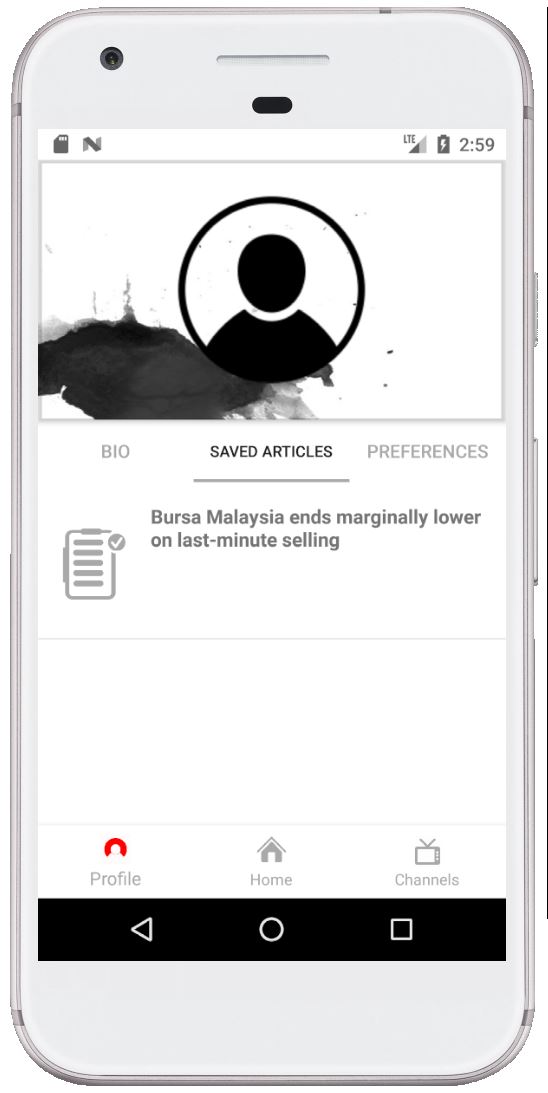 LTE 2:59
BIO SAVED ARTICLES PREFERENCES
Bursa Malaysia ends marginally lower
on last-minute selling
Profile Home Channels